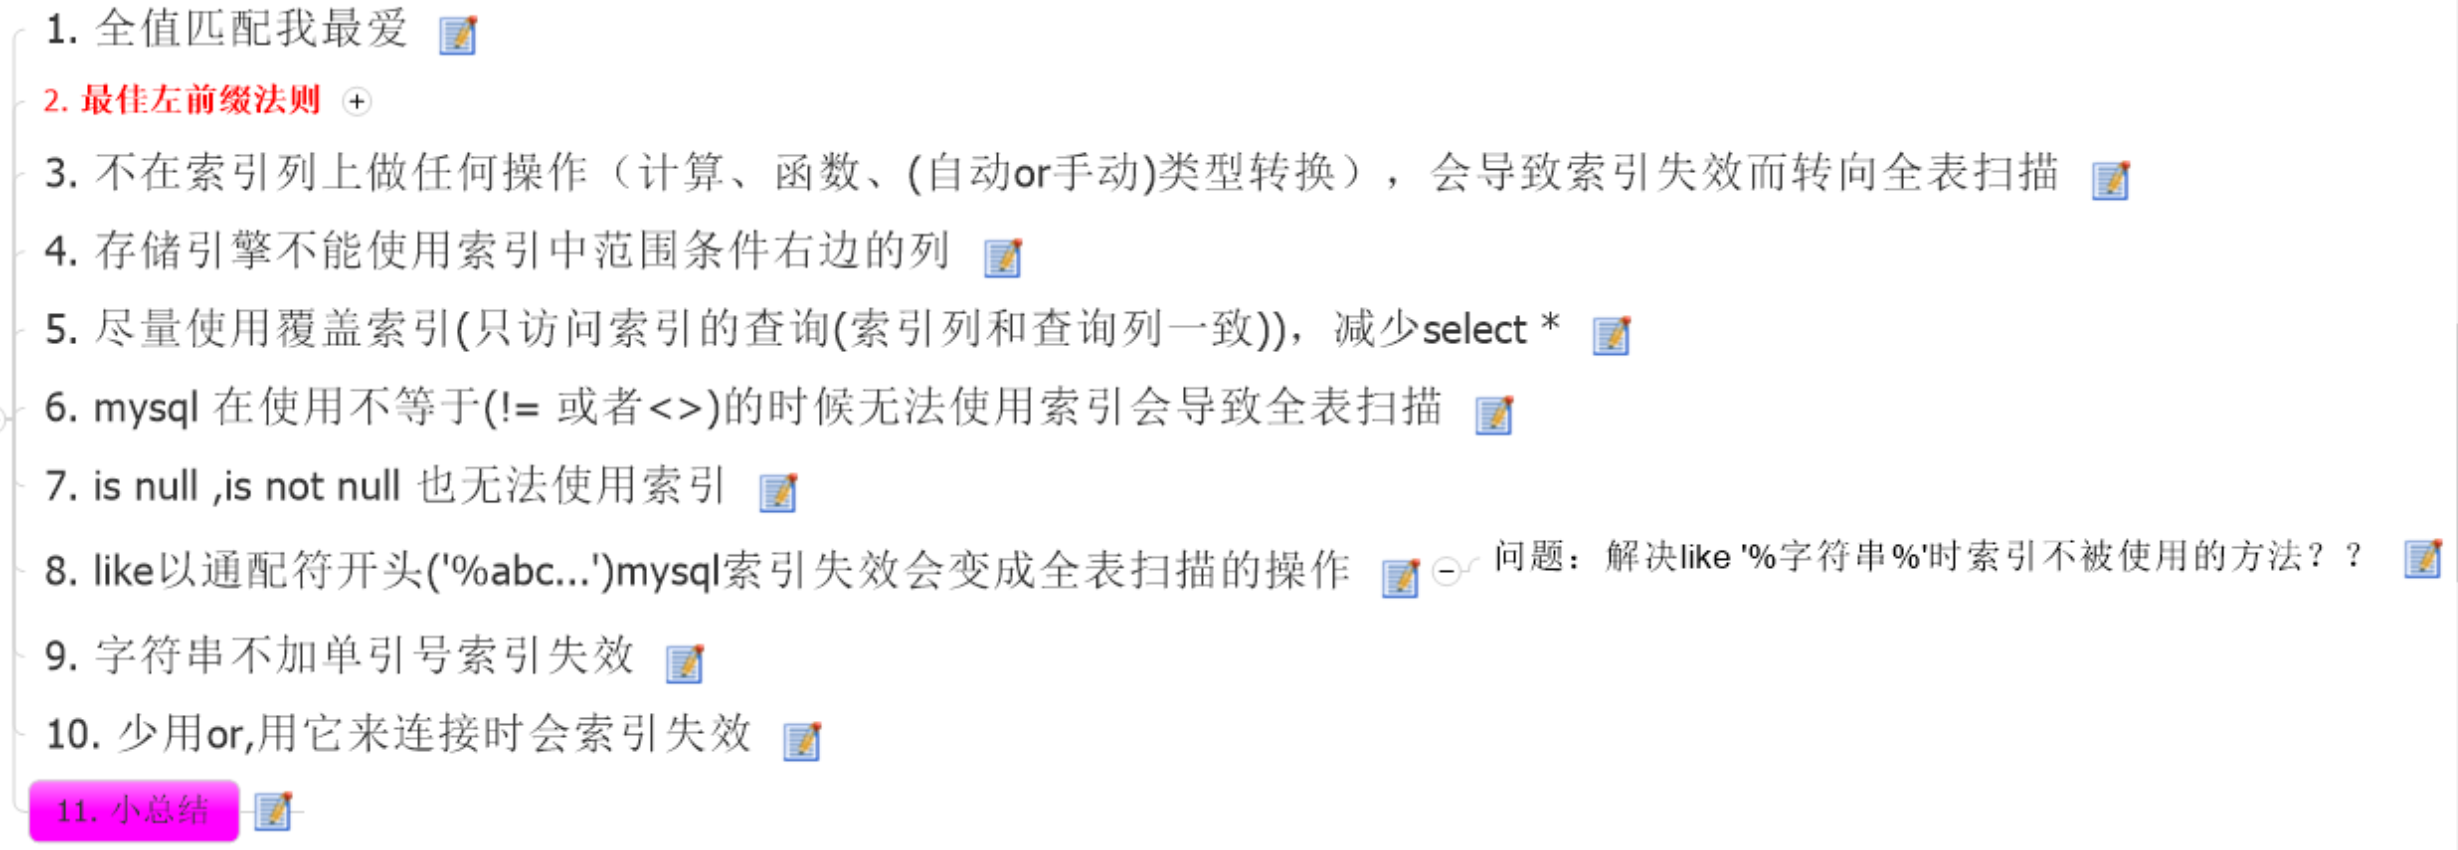 1. 全值匹配我最爱
2. 最佳左前缀法则
3. 不在索引列上做任何操作（计算、函数、(自动or手动)类型转换），会导致索引失效而转向全表扫描
4. 存储引擎不能使用索引中范围条件右边的列
5. 尽量使用覆盖索引(只访问索引的查询(索引列和查询列一致))，减少select *
6. mysql 在使用不等于(!= 或者<>)的时候无法使用索引会导致全表扫描
7. is null ,is not null 也无法使用索引
8. like以通配符开头('%abc...')mysql索引失效会变成全表扫描的操作
问题：解决like '%字符串%'时索引不被使用的方法？？
9. 字符串不加单引号索引失效
10. 少用or,用它来连接时会索引失效
11. 小总结